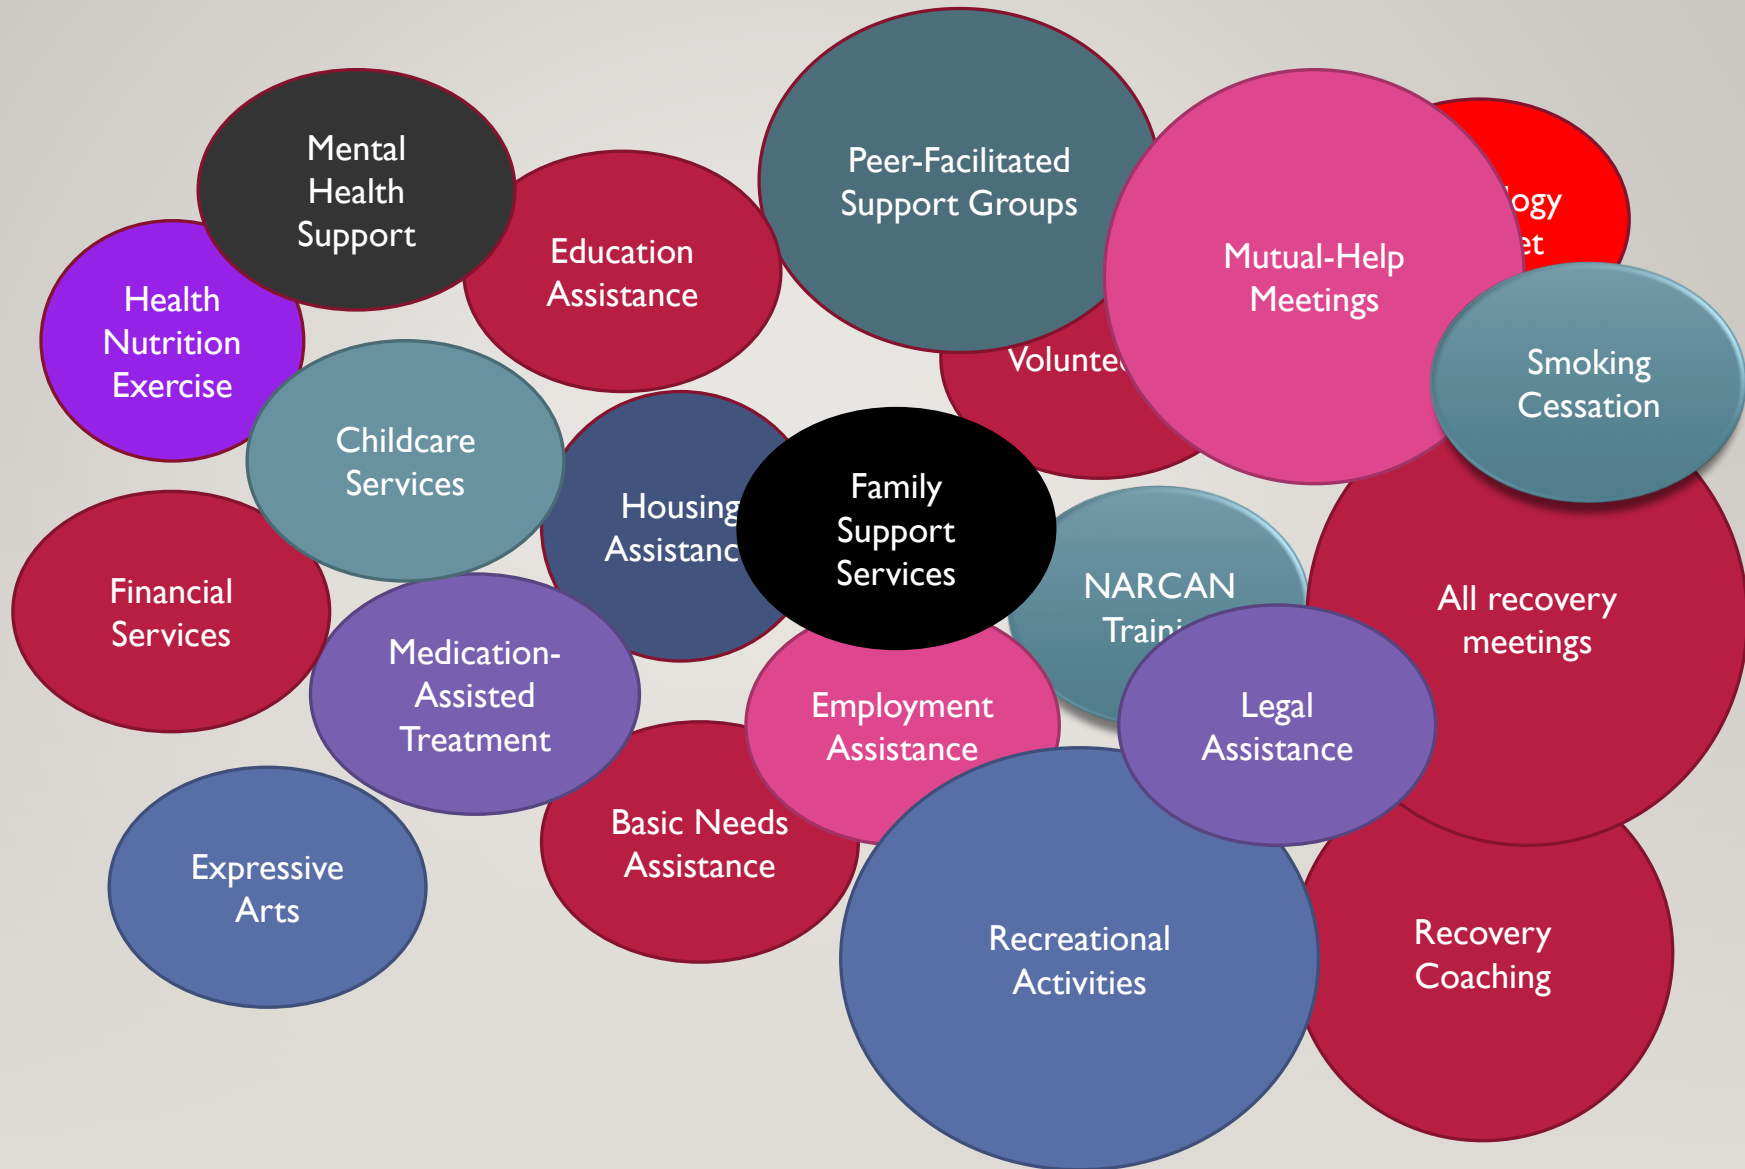 Mental
Health
Support
Peer-Facilitated
Support Groups
Education
Assistance
Mutual-Help
Meetings
Health
Nutrition
Exercise
Smoking
Cessation
Childcare
Services
Housing
Assistanc
Family
Support
Services
Financial
Services
NARCAN
All recovery
meetings
Medication-
Assisted
Treatment
Employment
Assistance
Legal
Assistance
Basic Needs
Assistance
Expressive
Arts
Recreational
Activities
Recovery
Coaching